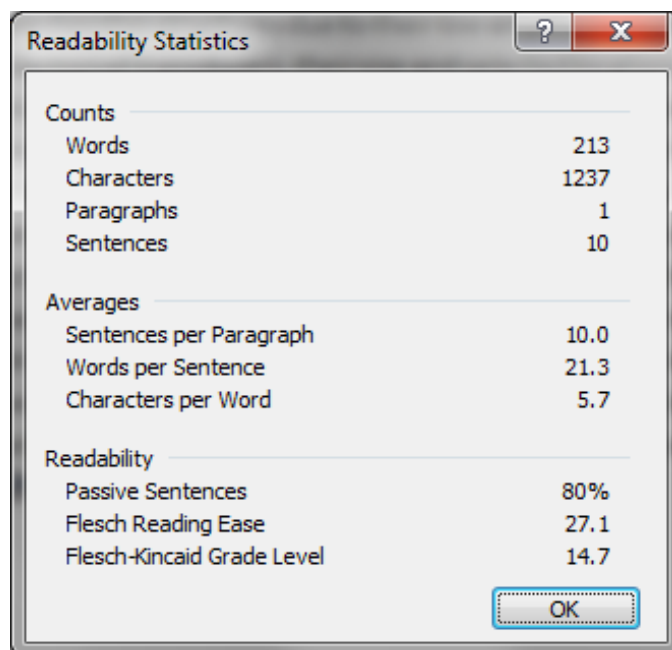 Readability Statistics
?
X
Counts
Words 213
Characters 1237
Paragraphs 1
Sentences 10
Averages
Sentences per Paragraph 10.0
Words per Sentence 21.3
Characters per Word 5.7
Readability
Passive Sentences 80%
Flesch Reading Ease 27.1
Flesch-Kincaid Grade Level 14.7
OK